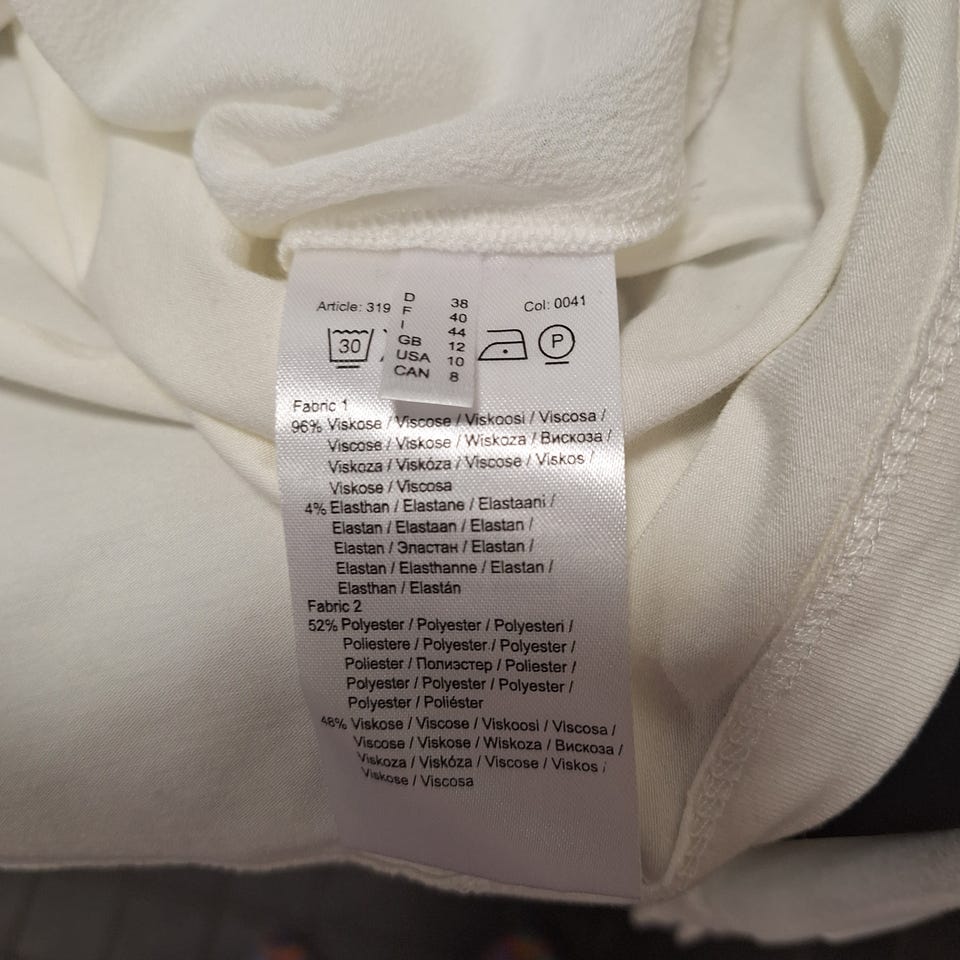 Article: 319
Col: 0041
D 38
F 40
I 44
GB 12
USA 10
CAN 8
30
P
Fabric 1
96% Viskose / Viscose / Viskoosi / Viscosa /
Viscose / Viskose / Wiskoza / Вискоза /
Viskoza / Viskóza / Viscose / Viskos /
Viskose / Viscosa
4% Elasthan / Elastane / Elastaani /
Elastan / Elastaan / Elastan /
Elastan / Эластан / Elastan /
Elastan / Elasthanne / Elastan /
Elasthan / Elastán
Fabric 2
52% Polyester / Polyester / Polyesteri /
Poliestere / Polyester / Polyester /
Poliester / Полиэстер / Poliester /
Polyester / Polyester / Polyester /
Polyester / Poliéster
48% Viskose / Viscose / Viskoosi / Viscosa /
Viscose / Viskose / Wiskoza / Вискоза /
Viskoza / Viskóza / Viscose / Viskos /
Viskose / Viscosa